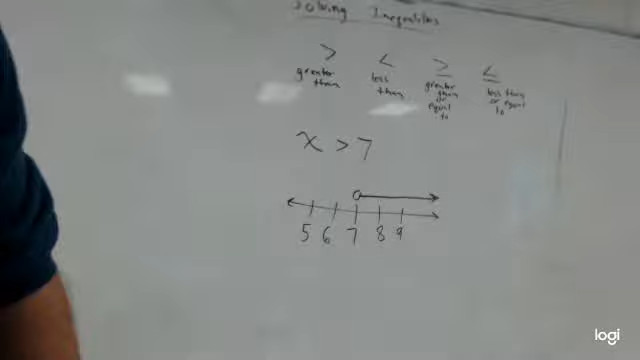 Solving Inequalities
> < ≥ ≤
greater than
less than
greater than or equal to
less than or equal to
x > 7
5 6 7 8 9
logi